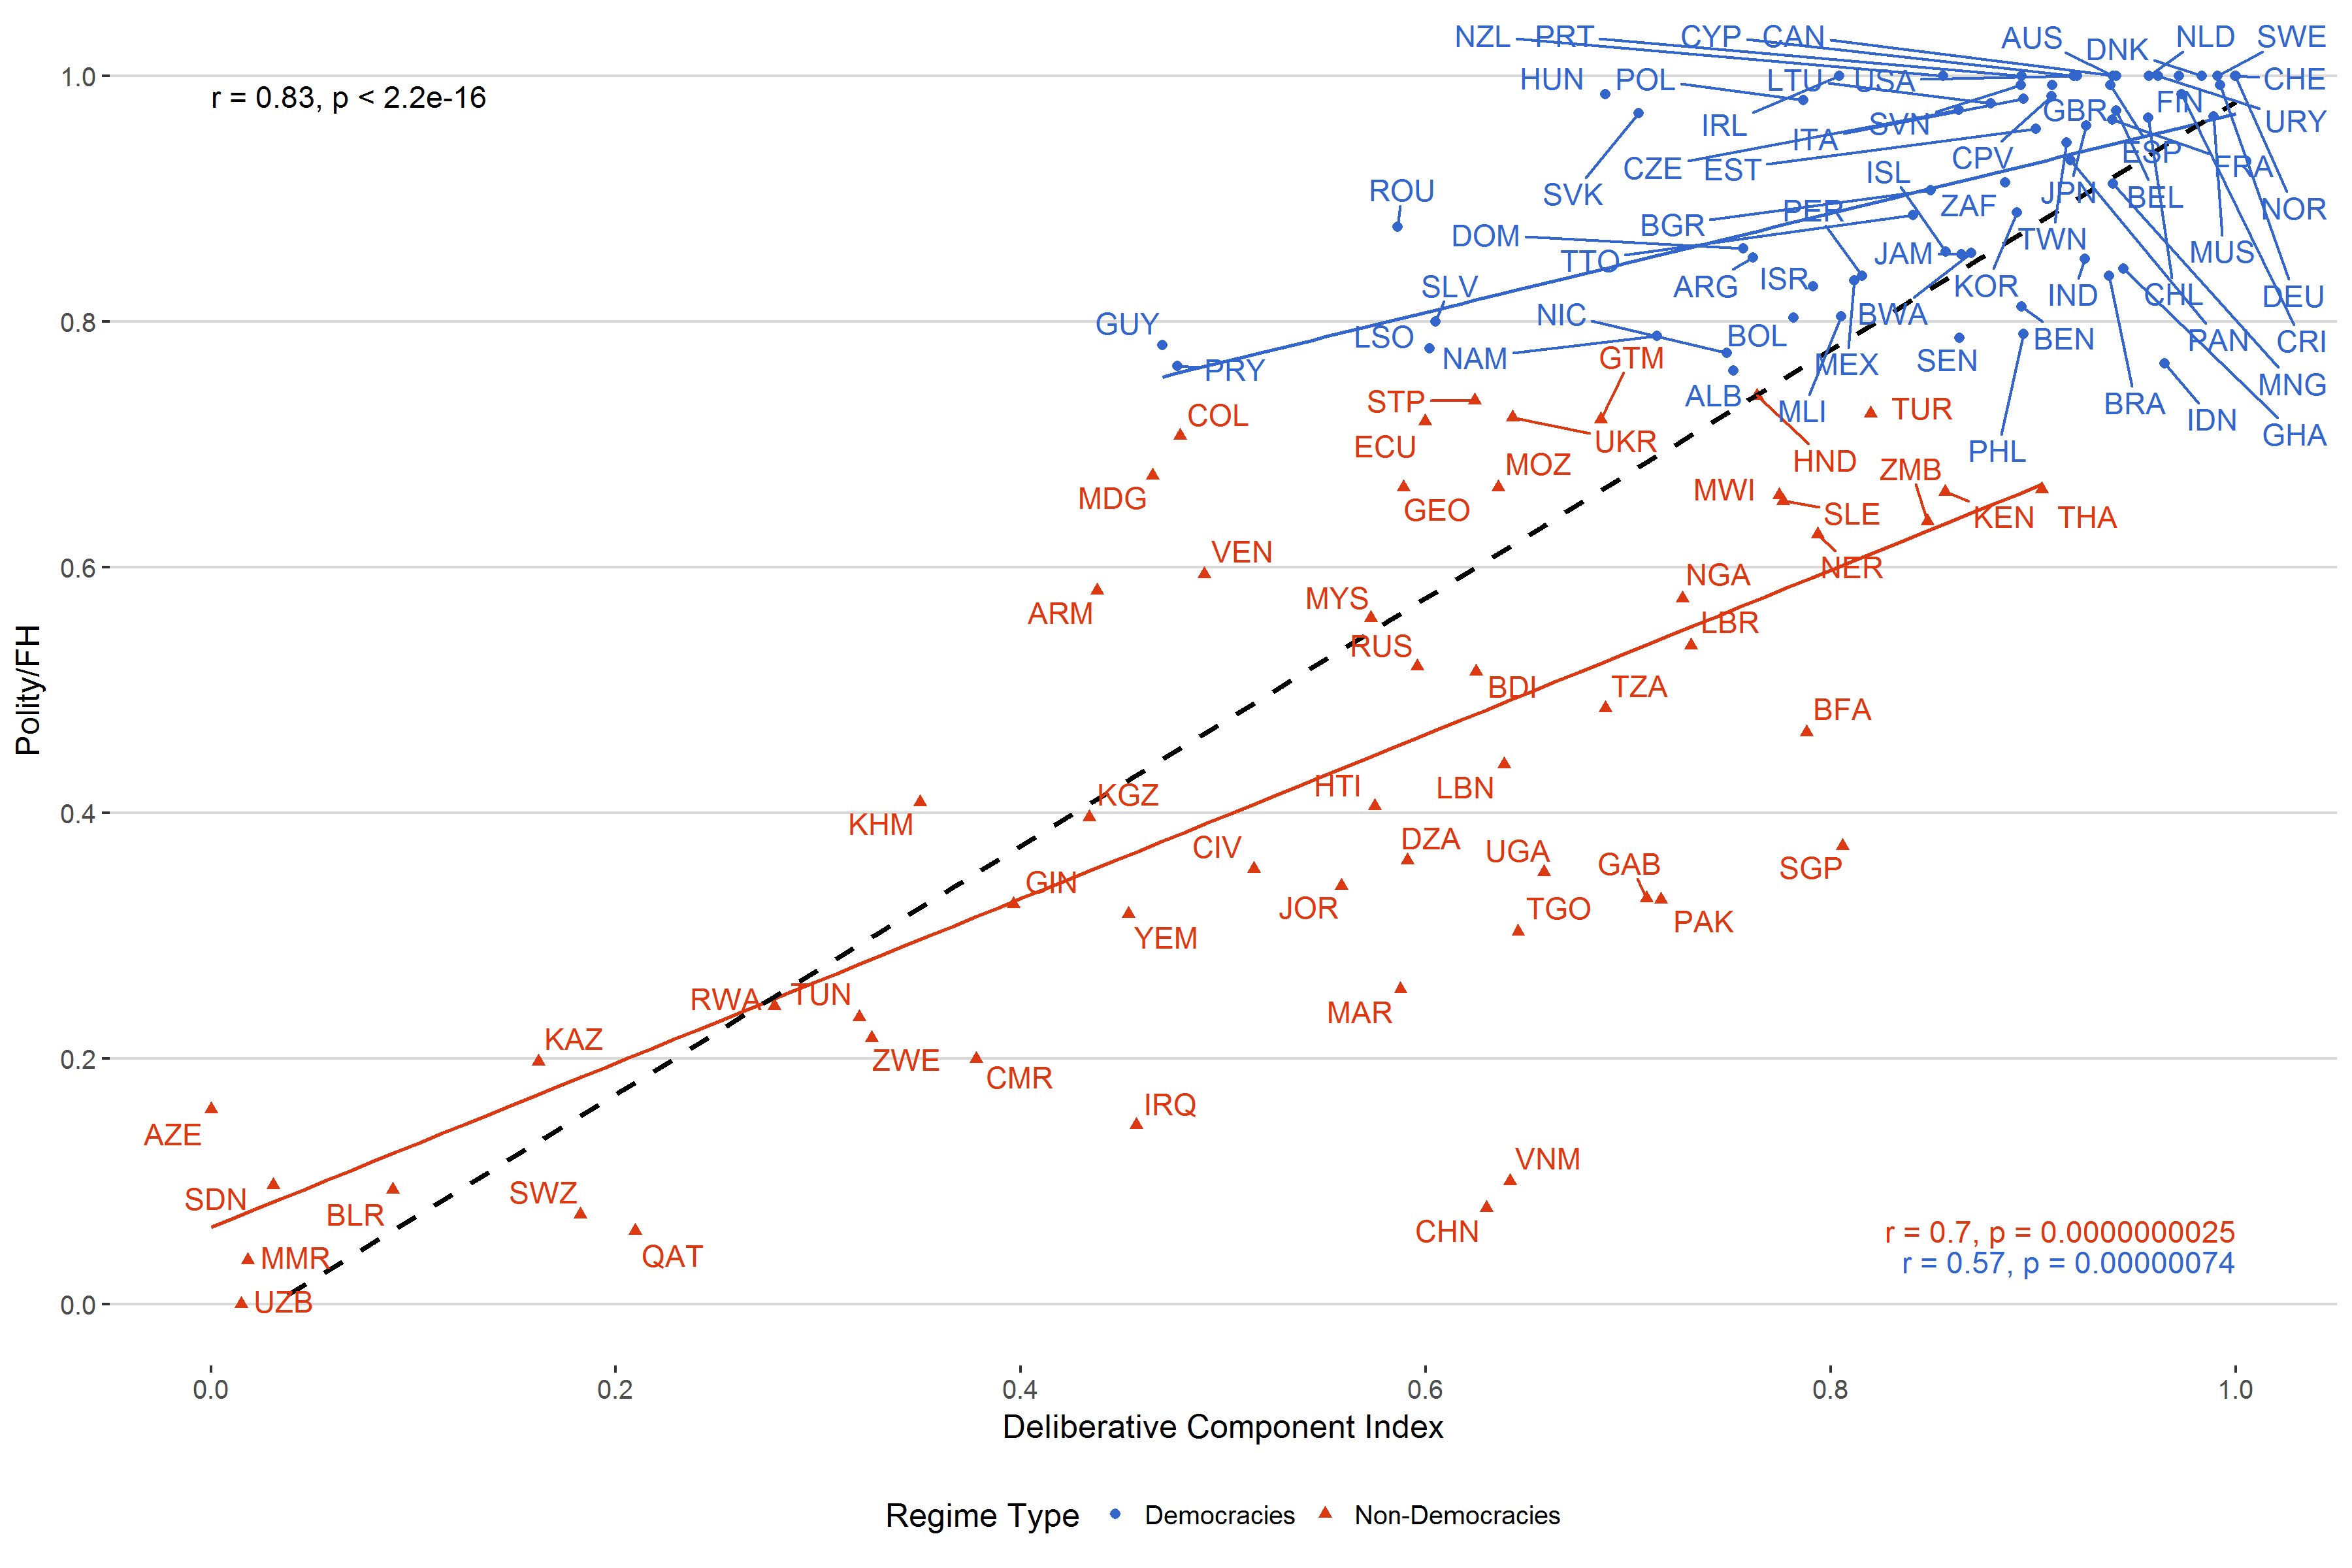 NZL PRT CYP CAN AUS DNK NLD SWE
1.0 HUN POL LTU USA CHE
r = 0.83, p < 2.2e-16
GBR FIN URY
IRL ITA SVN
CZE EST CPV ISL ESP FRA
ROU SVK JPN BEL NOR
BGR PER ZAF
DOM TTO JAM TWN MUS
SLV ARG ISR KOR IND CHL DEU
0.8 GUY LSO NIC BOL BWA BEN PAN CRI
PRY NAM GTM MEX SEN MNG
STP ALB MLI BRA IDN GHA
COL TUR
ECU UKR PHL
MDG MOZ HND ZMB
GEO MWI SLE KEN THA
0.6 VEN NGA NER
ARM MYS LBR
RUS
BDI TZA BFA
Polity/FH
0.4 KHM KGZ HTI LBN
CIV DZA UGA GAB SGP
GIN JOR TGO PAK
YEM
RWA TUN MAR
0.2 KAZ ZWE CMR
AZE IRQ
SDN BLR SWZ VNM
MMR QAT CHN
r = 0.7, p = 0.0000000025
r = 0.57, p = 0.00000074
0.0 UZB
0.0 0.2 0.4 0.6 0.8 1.0
Deliberative Component Index
Regime Type Democracies Non-Democracies